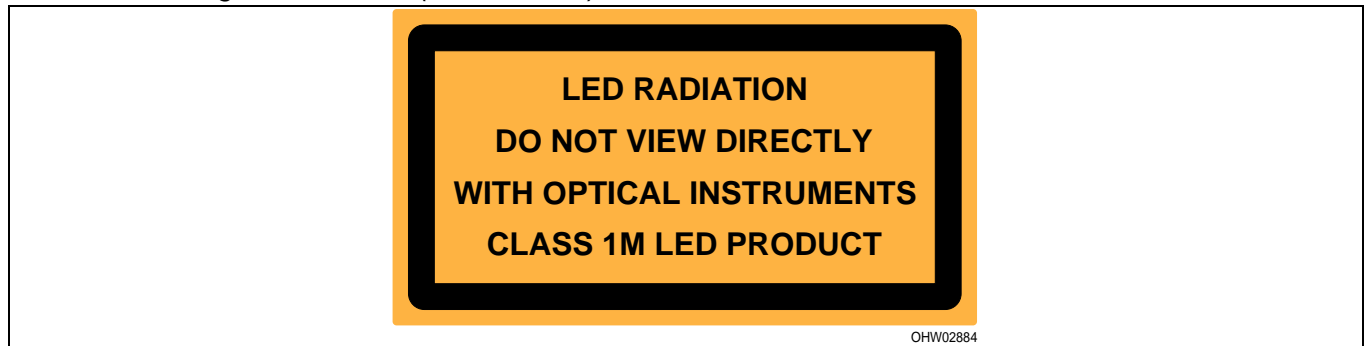 LED RADIATION
DO NOT VIEW DIRECTLY
WITH OPTICAL INSTRUMENTS
CLASS 1M LED PRODUCT
OHW02884